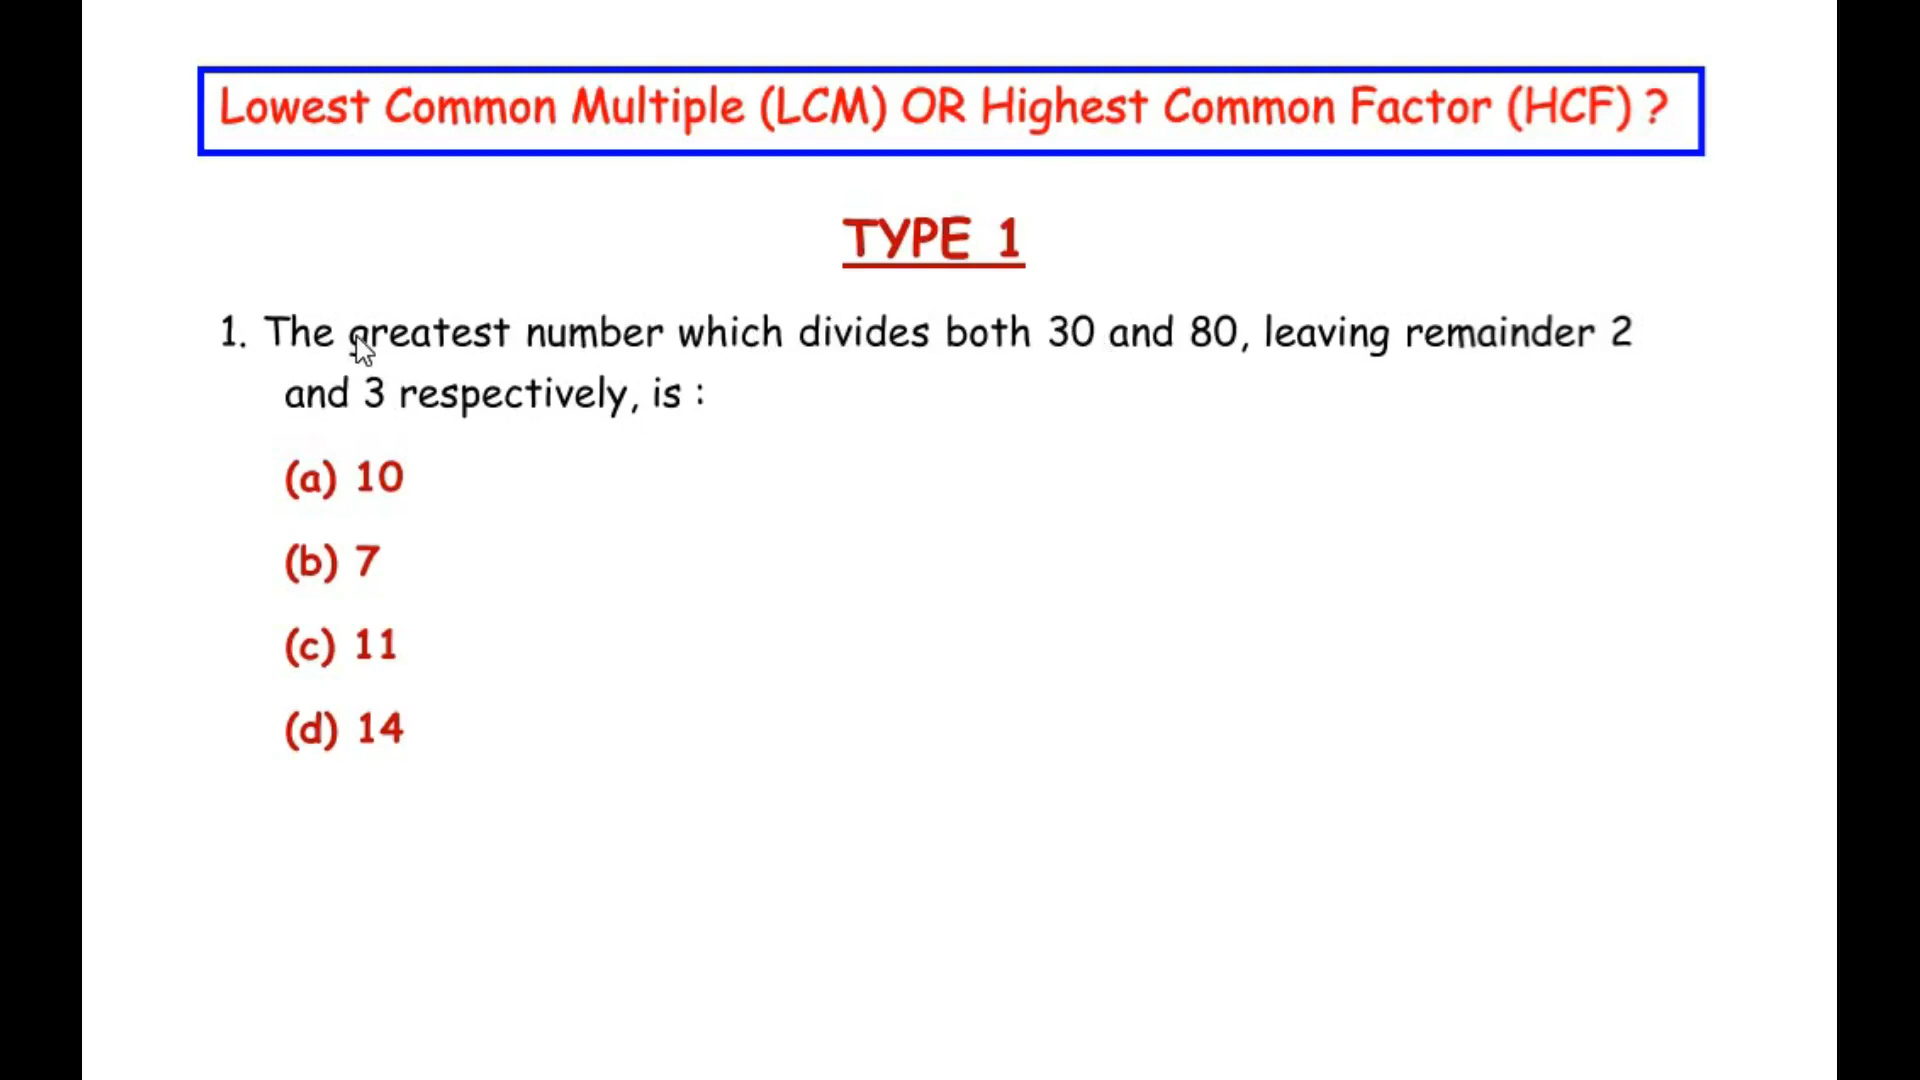 Lowest Common Multiple (LCM) OR Highest Common Factor (HCF) ?
TYPE 1
1. The greatest number which divides both 30 and 80, leaving remainder 2
and 3 respectively, is :
(a) 10
(b) 7
(c) 11
(d) 14